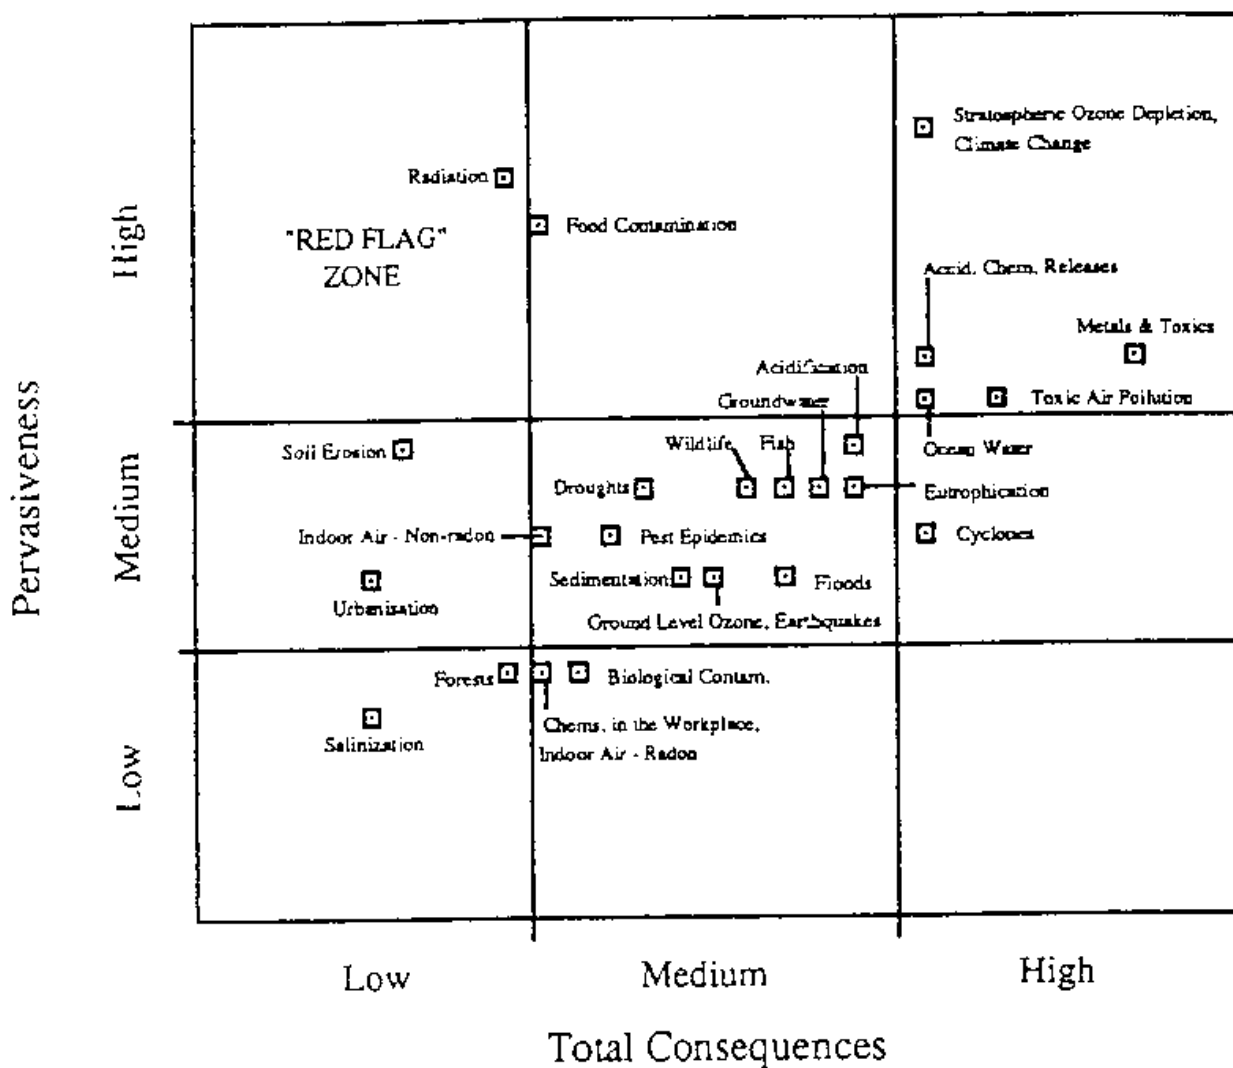 Stratospheric Ozone Depletion,
Climate Change
Radiation
Food Contamination
"RED FLAG"
ZONE
Accid. Chem. Releases
Metals & Toxics
Acidification
Groundwater
Toxic Air Pollution
Soil Erosion
Wildlife
Fish
Ocean Water
Droughts
Eutrophication
Indoor Air - Non-radon
Pest Epidemics
Cyclones
Sedimentation
Floods
Urbanisation
Ground Level Ozone, Earthquakes
Forests
Biological Contam.
Salinization
Chems. in the Workplace,
Indoor Air - Radon
High
Medium
Low
Pervasiveness
Low
Medium
High
Total Consequences